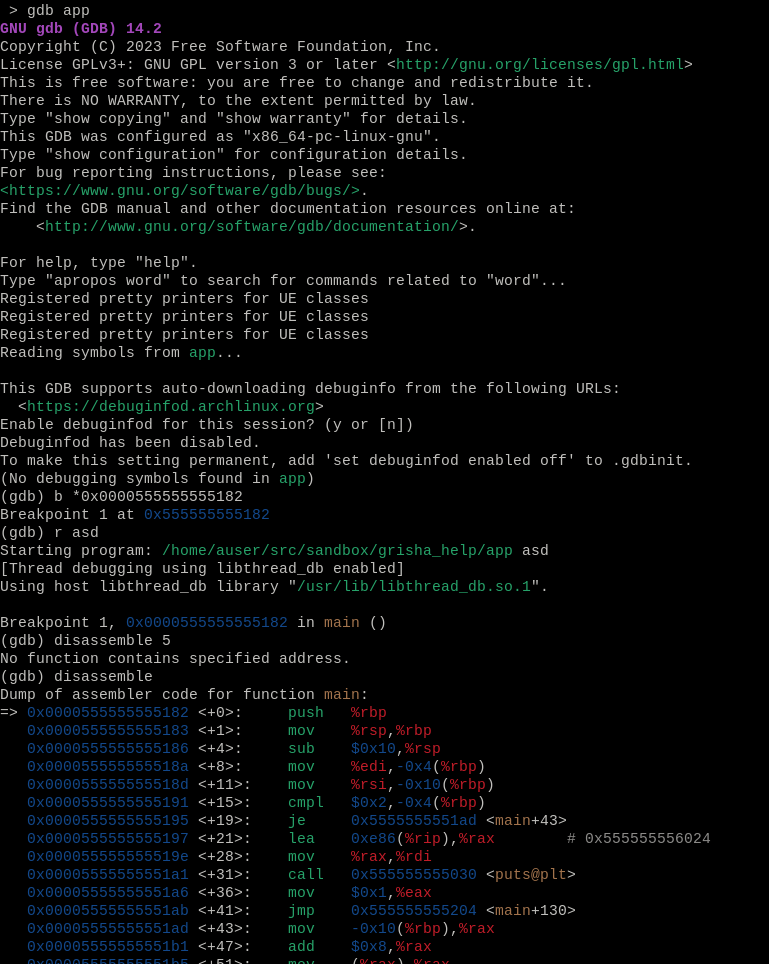 > gdb app
GNU gdb (GDB) 14.2
Copyright (C) 2023 Free Software Foundation, Inc.
License GPLv3+: GNU GPL version 3 or later <http://gnu.org/licenses/gpl.html>
This is free software: you are free to change and redistribute it.
There is NO WARRANTY, to the extent permitted by law.
Type "show copying" and "show warranty" for details.
This GDB was configured as "x86_64-pc-linux-gnu".
Type "show configuration" for configuration details.
For bug reporting instructions, please see:
<https://www.gnu.org/software/gdb/bugs/>.
Find the GDB manual and other documentation resources online at:
    <http://www.gnu.org/software/gdb/documentation/>.

For help, type "help".
Type "apropos word" to search for commands related to "word"...
Registered pretty printers for UE classes
Registered pretty printers for UE classes
Registered pretty printers for UE classes
Reading symbols from app...

This GDB supports auto-downloading debuginfo from the following URLs:
  <https://debuginfod.archlinux.org>
Enable debuginfod for this session? (y or [n])
Debuginfod has been disabled.
To make this setting permanent, add 'set debuginfod enabled off' to .gdbinit.
(No debugging symbols found in app)
(gdb) b *0x0000555555555182
Breakpoint 1 at 0x555555555182
(gdb) r asd
Starting program: /home/auser/src/sandbox/grisha_help/app asd
[Thread debugging using libthread_db enabled]
Using host libthread_db library "/usr/lib/libthread_db.so.1".

Breakpoint 1, 0x0000555555555182 in main ()
(gdb) disassemble 5
No function contains specified address.
(gdb) disassemble
Dump of assembler code for function main:
=> 0x0000555555555182 <+0>:     push   %rbp
   0x0000555555555183 <+1>:     mov    %rsp,%rbp
   0x0000555555555186 <+4>:     sub    $0x10,%rsp
   0x000055555555518a <+8>:     mov    %edi,-0x4(%rbp)
   0x000055555555518d <+11>:    mov    %rsi,-0x10(%rbp)
   0x0000555555555191 <+15>:    cmpl   $0x2,-0x4(%rbp)
   0x0000555555555195 <+19>:    je     0x5555555551ad <main+43>
   0x0000555555555197 <+21>:    lea    0xe86(%rip),%rax        # 0x555555556024
   0x000055555555519e <+28>:    mov    %rax,%rdi
   0x00005555555551a1 <+31>:    call   0x555555555030 <puts@plt>
   0x00005555555551a6 <+36>:    mov    $0x1,%eax
   0x00005555555551ab <+41>:    jmp    0x555555555204 <main+130>
   0x00005555555551ad <+43>:    mov    -0x10(%rbp),%rax
   0x00005555555551b1 <+47>:    add    $0x8,%rax
   0x00005555555551b5 <+51>:    mov    (%rax),%rax